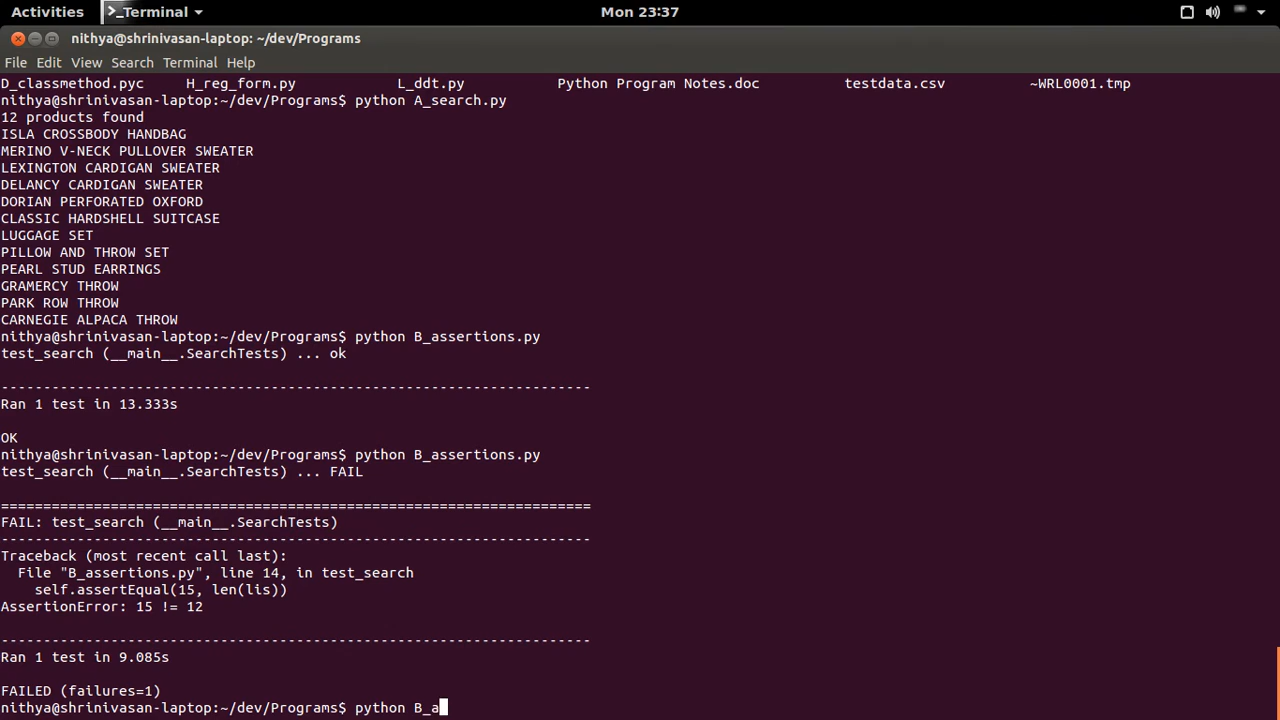 Activities >_Terminal Mon 23:37
nithya@shrinivasan-laptop: ~/dev/Programs
File Edit View Search Terminal Help
D_classmethod.pyc H_reg_form.py L_ddt.py Python Program Notes.doc testdata.csv ~WRL0001.tmp
nithya@shrinivasan-laptop:~/dev/Programs$ python A_search.py
12 products found
ISLA CROSSBODY HANDBAG
MERINO V-NECK PULLOVER SWEATER
LEXINGTON CARDIGAN SWEATER
DELANCY CARDIGAN SWEATER
DORIAN PERFORATED OXFORD
CLASSIC HARDSHELL SUITCASE
LUGGAGE SET
PILLOW AND THROW SET
PEARL STUD EARRINGS
GRAMERCY THROW
PARK ROW THROW
CARNEGIE ALPACA THROW
nithya@shrinivasan-laptop:~/dev/Programs$ python B_assertions.py
test_search (__main__.SearchTests) ... ok
----------------------------------------------------------------------
Ran 1 test in 13.333s
OK
nithya@shrinivasan-laptop:~/dev/Programs$ python B_assertions.py
test_search (__main__.SearchTests) ... FAIL
======================================================================
FAIL: test_search (__main__.SearchTests)
----------------------------------------------------------------------
Traceback (most recent call last):
File "B_assertions.py", line 14, in test_search
self.assertEqual(15, len(lis))
AssertionError: 15 != 12
----------------------------------------------------------------------
Ran 1 test in 9.085s
FAILED (failures=1)
nithya@shrinivasan-laptop:~/dev/Programs$ python B_a